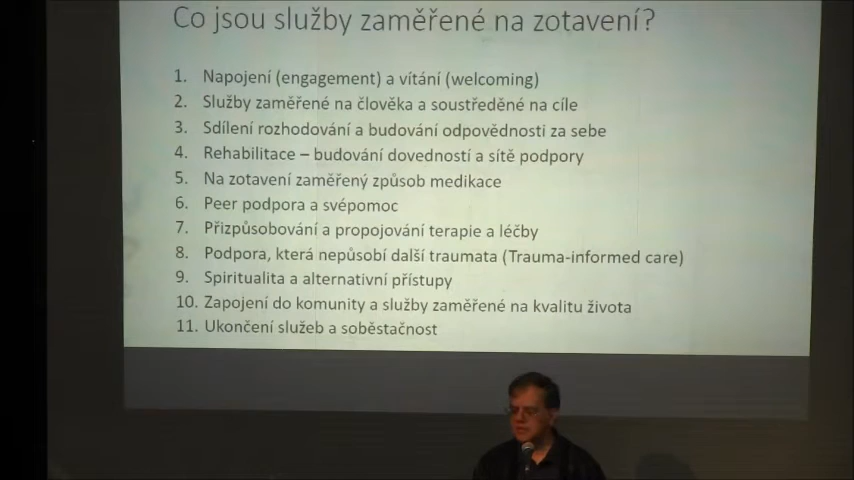 Co jsou služby zaměřené na zotavení?
1. Napojení (engagement) a vítání (welcoming)
2. Služby zaměřené na člověka a soustředěné na cíle
3. Sdílení rozhodování a budování odpovědnosti za sebe
4. Rehabilitace – budování dovedností a sítě podpory
5. Na zotavení zaměřený způsob medikace
6. Peer podpora a svépomoc
7. Přizpůsobování a propojování terapie a léčby
8. Podpora, která nepůsobí další traumata (Trauma-informed care)
9. Spiritualita a alternativní přístupy
10. Zapojení do komunity a služby zaměřené na kvalitu života
11. Ukončení služeb a soběstačnost